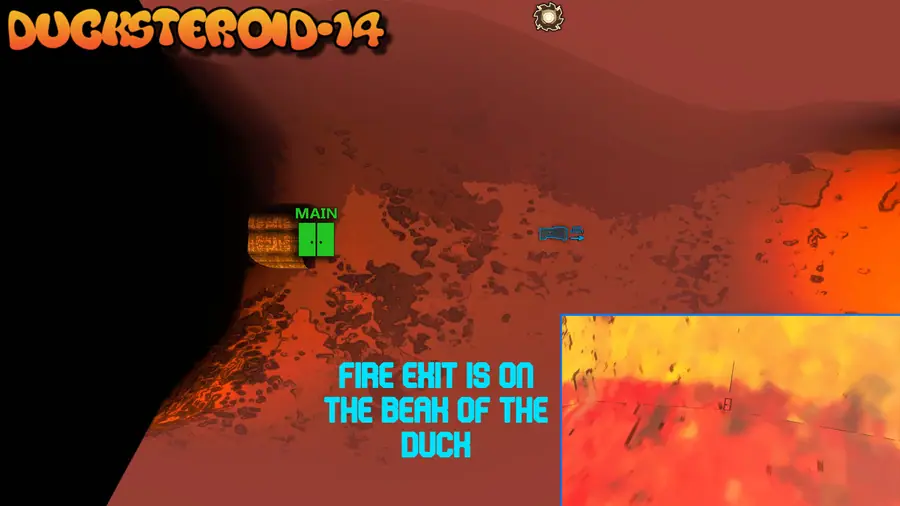 DUCKSTEROID-14
MAIN
FIRE EXIT IS ON
THE BEAK OF THE
DUCK